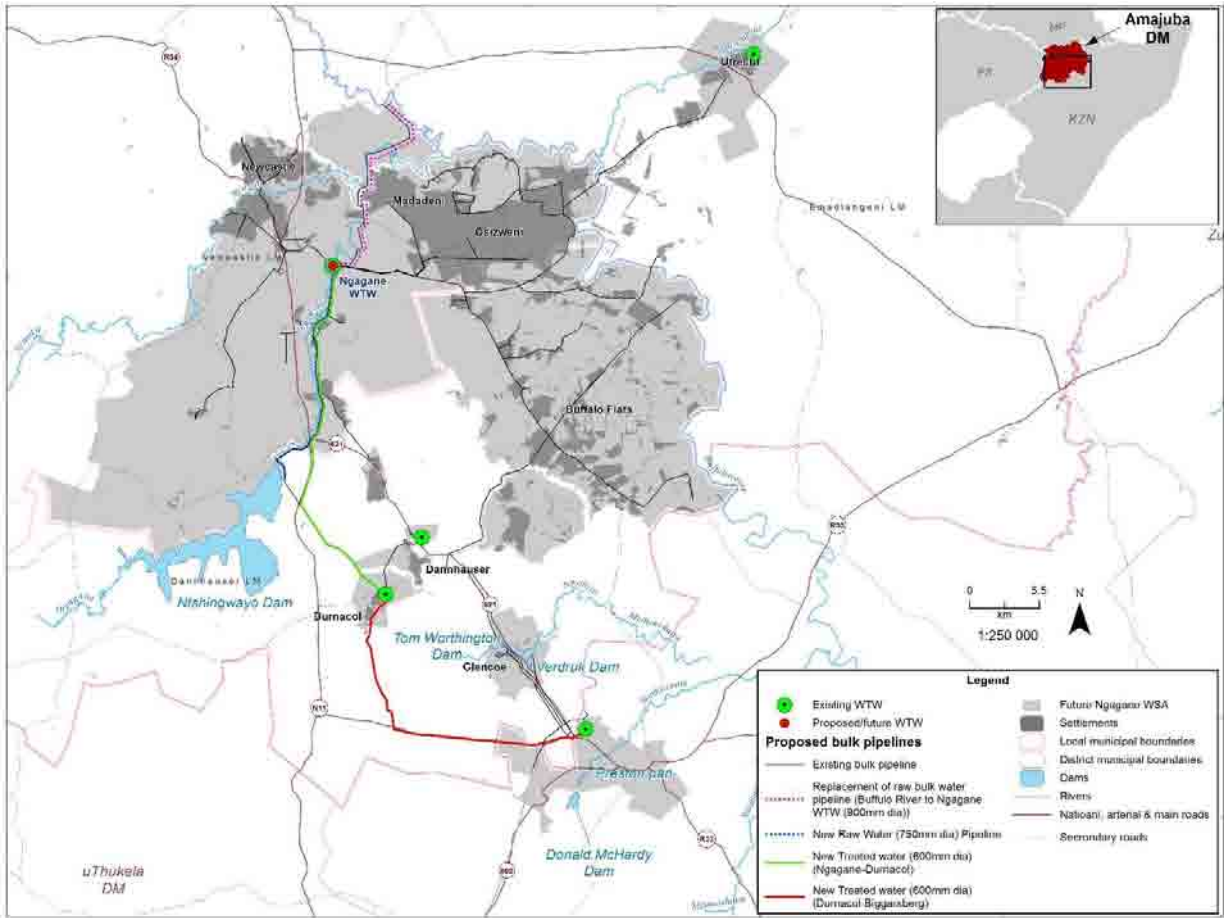 Amajuba
DM
KZN
R34
Utrecht
Newcastle
Madadeni
Osizweni
Emadlangeni LM
Ngagane
WTW
Buffalo Flats
R33
Dannhauser LM
Ntshingwayo Dam
Dannhauser
Durnacol
Tom Worthington
Dam
Verdruk Dam
Glencoe
N11
Preston pan
R33
Donald McHardy
Dam
uThukela
DM
0
5.5
km
1:250 000
N
Legend
Existing WTW
Proposed/future WTW
Proposed bulk pipelines
Existing bulk pipeline
Replacement of raw bulk water
pipeline (Buffulo River to Ngagane
WTW (900mm dia))
New Raw Water (750mm dia) Pipeline
New Treated water (600mm dia)
(Ngagane-Durnacol)
New Treated water (600mm dia)
(Durnacol-Biggarsberg)
Future Ngagane WSA
Settlements
Local municipal boundaries
District municipal boundaries
Dams
Rivers
National, arterial & main roads
Secondary roads